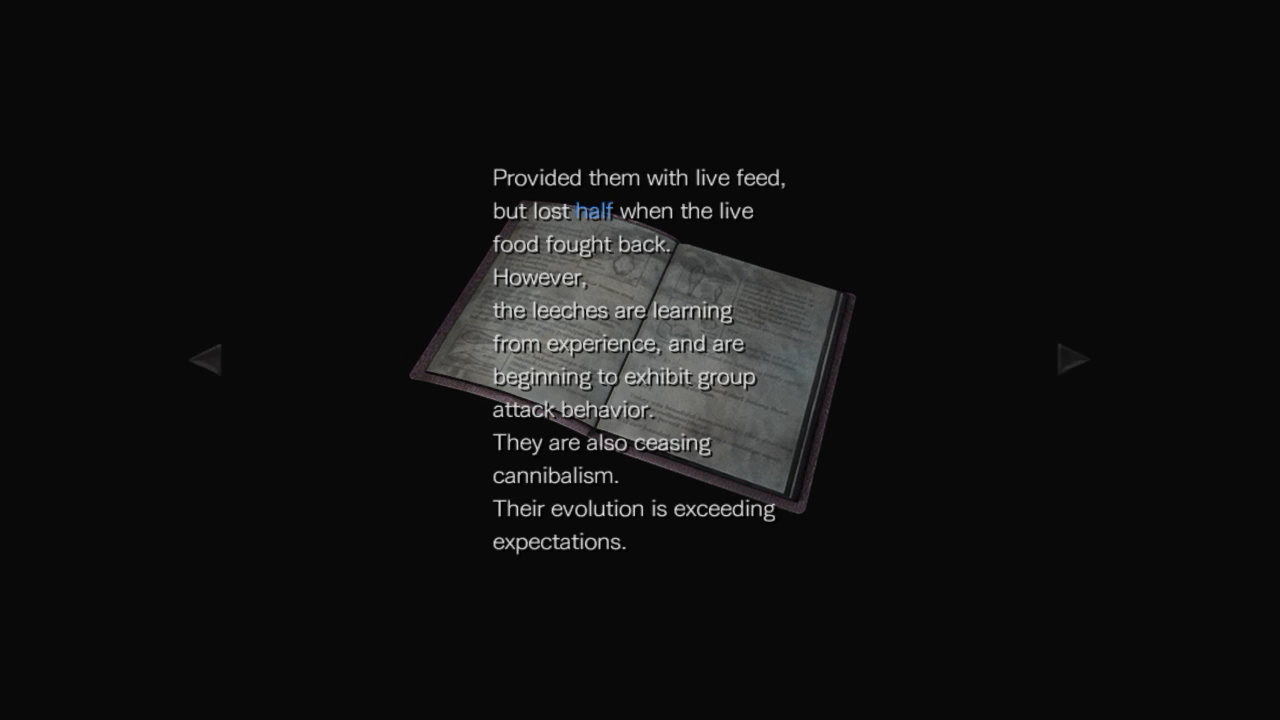 Provided them with live feed,
but lost half when the live
food fought back.
However,
the leeches are learning
from experience, and are
beginning to exhibit group
attack behavior.
They are also ceasing
cannibalism.
Their evolution is exceeding
expectations.